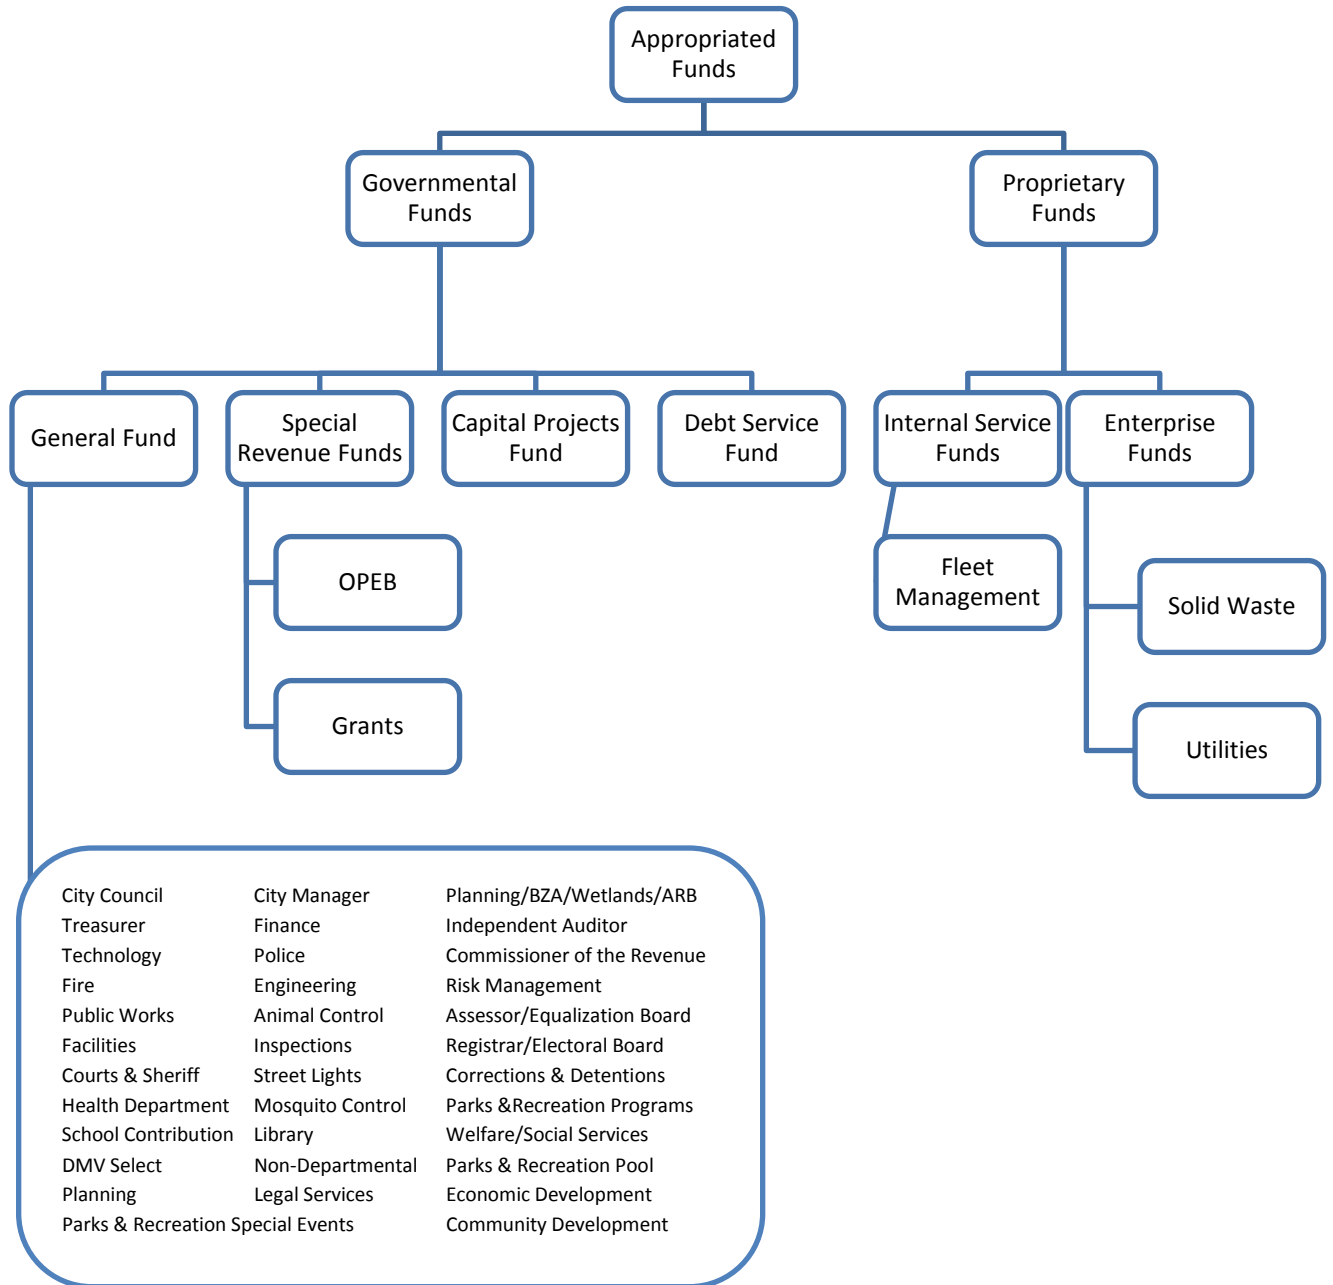 Appropriated
Funds
Governmental
Funds
Proprietary
Funds
General Fund
Special
Revenue Funds
Capital Projects
Fund
Debt Service
Fund
Internal Service
Funds
Enterprise
Funds
OPEB
Grants
Fleet
Management
Solid Waste
Utilities
City Council City Manager Planning/BZA/Wetlands/ARB
Treasurer Finance Independent Auditor
Technology Police Commissioner of the Revenue
Fire Engineering Risk Management
Public Works Animal Control Assessor/Equalization Board
Facilities Inspections Registrar/Electoral Board
Courts & Sheriff Street Lights Corrections & Detentions
Health Department Mosquito Control Parks &Recreation Programs
School Contribution Library Welfare/Social Services
DMV Select Non-Departmental Parks & Recreation Pool
Planning Legal Services Economic Development
Parks & Recreation Special Events Community Development